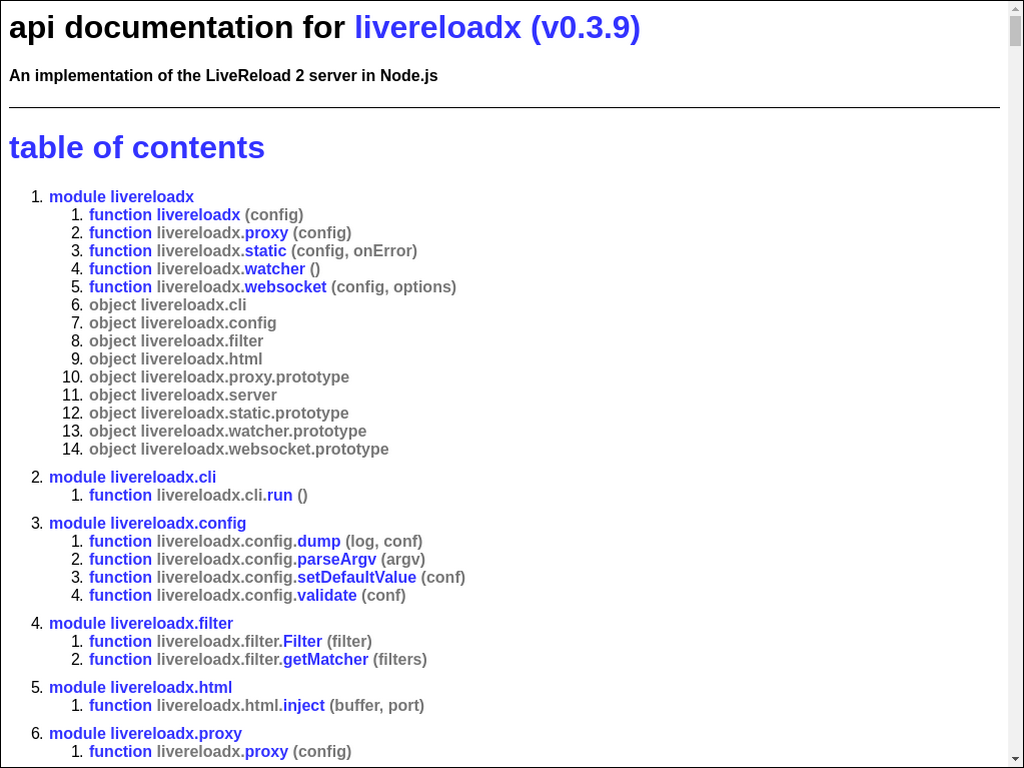 api documentation for livereloadx (v0.3.9)
An implementation of the LiveReload 2 server in Node.js
table of contents
1. module livereloadx
1. function livereloadx (config)
2. function livereloadx.proxy (config)
3. function livereloadx.static (config, onError)
4. function livereloadx.watcher ()
5. function livereloadx.websocket (config, options)
6. object livereloadx.cli
7. object livereloadx.config
8. object livereloadx.filter
9. object livereloadx.html
10. object livereloadx.proxy.prototype
11. object livereloadx.server
12. object livereloadx.static.prototype
13. object livereloadx.watcher.prototype
14. object livereloadx.websocket.prototype
2. module livereloadx.cli
1. function livereloadx.cli.run ()
3. module livereloadx.config
1. function livereloadx.config.dump (log, conf)
2. function livereloadx.config.parseArgv (argv)
3. function livereloadx.config.setDefaultValue (conf)
4. function livereloadx.config.validate (conf)
4. module livereloadx.filter
1. function livereloadx.filter.Filter (filter)
2. function livereloadx.filter.getMatcher (filters)
5. module livereloadx.html
1. function livereloadx.html.inject (buffer, port)
6. module livereloadx.proxy
1. function livereloadx.proxy (config)